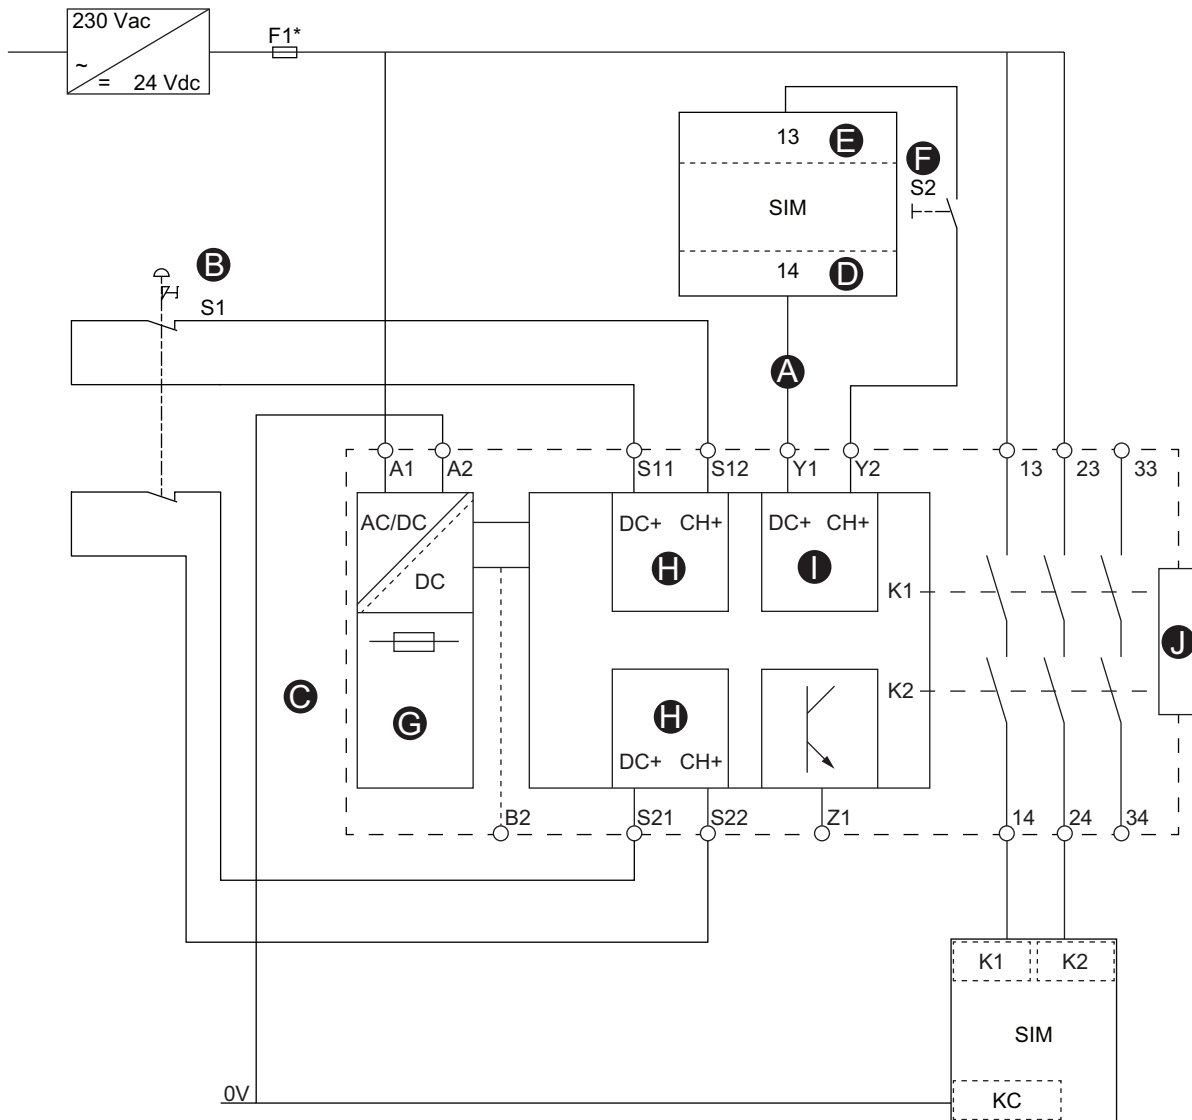 230 Vac
~
= 24 Vdc
F1*
13 E
F
S2
SIM
14 D
B
S1
A
A1 A2 S11 S12 Y1 Y2 13 23 33
AC/DC
DC
DC+ CH+
DC+ CH+
H
I
K1
J
C
G
H
K2
DC+ CH+
B2 S21 S22 Z1 14 24 34
K1 K2
SIM
0V
KC